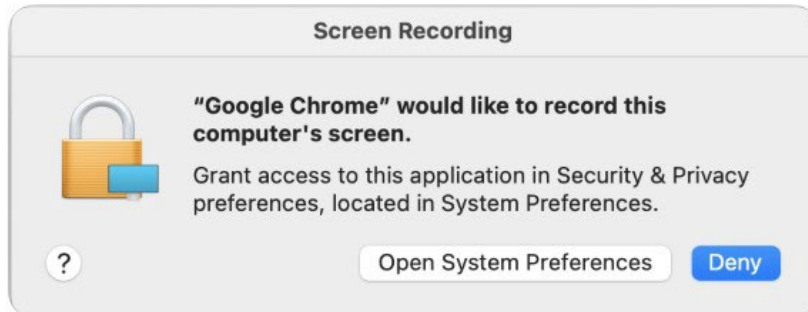 Screen Recording
“Google Chrome” would like to record this
computer's screen.
Grant access to this application in Security & Privacy
preferences, located in System Preferences.
?
Open System Preferences
Deny